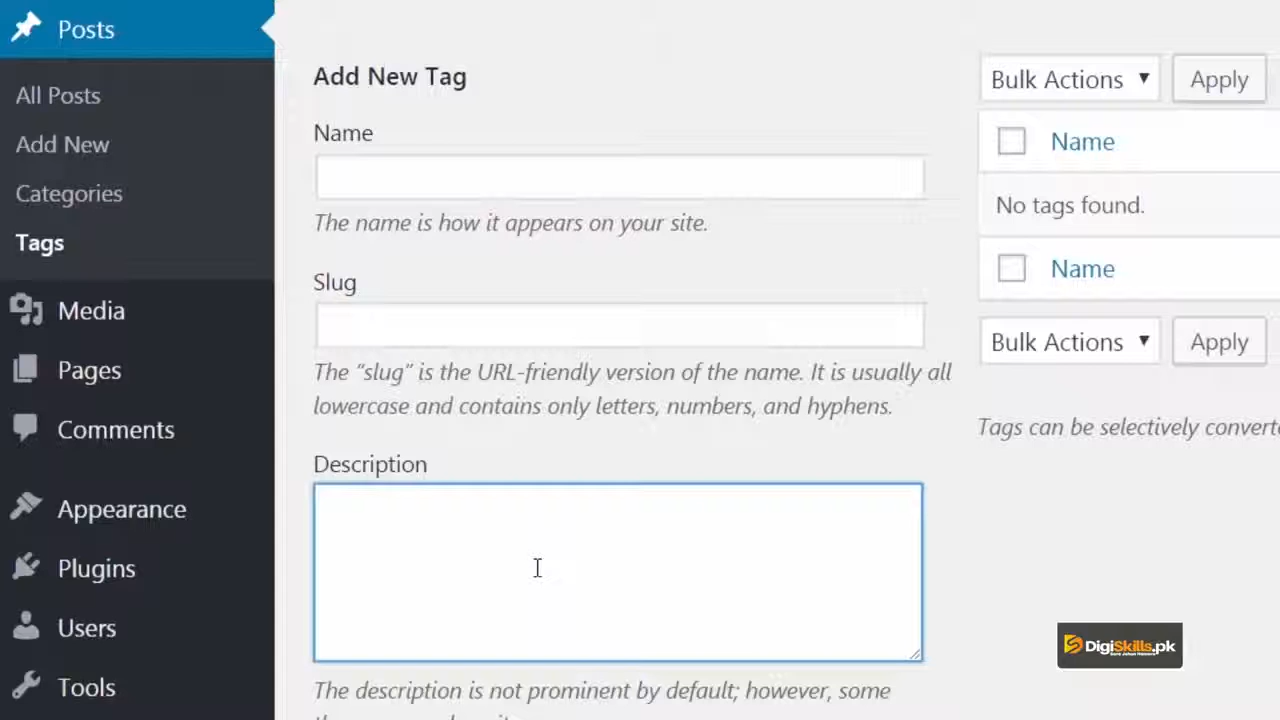 Posts
All Posts
Add New
Categories
Tags
Media
Pages
Comments
Appearance
Plugins
Users
Tools
Add New Tag
Name
The name is how it appears on your site.
Slug
The “slug” is the URL-friendly version of the name. It is usually all
lowercase and contains only letters, numbers, and hyphens.
Description
The description is not prominent by default; however, some
Bulk Actions Apply
Name
No tags found.
Name
Bulk Actions Apply
Tags can be selectively converte
DigiSkills.pk